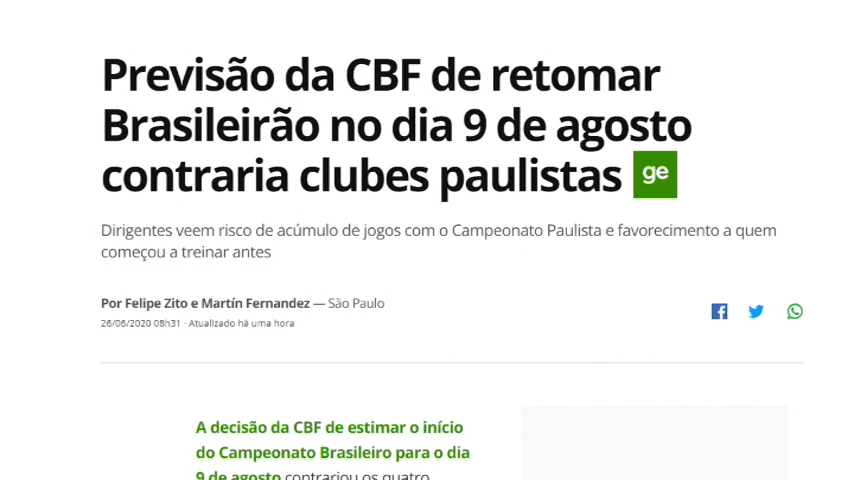 Previsão da CBF de retomar
Brasileirão no dia 9 de agosto
contraria clubes paulistas ge
Dirigentes veem risco de acúmulo de jogos com o Campeonato Paulista e favorecimento a quem
começou a treinar antes
Por Felipe Zito e Martín Fernandez — São Paulo
26/06/2020 08h31 · Atualizado há uma hora
A decisão da CBF de estimar o início
do Campeonato Brasileiro para o dia
9 de agosto contrariou os quatro